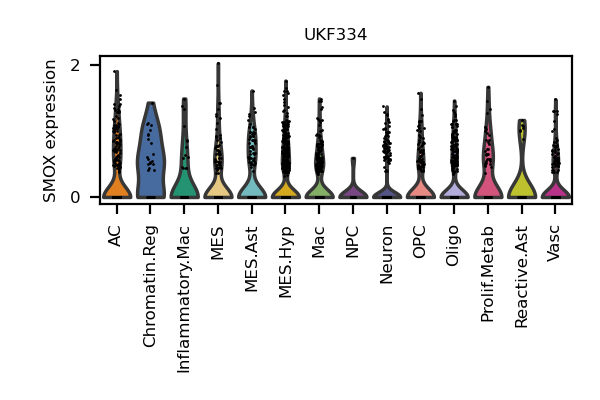 UKF334
SMOX expression
2
0
AC
Chromatin.Reg
Inflammatory.Mac
MES
MES.Ast
MES.Hyp
Mac
NPC
Neuron
OPC
Oligo
Prolif.Metab
Reactive.Ast
Vasc